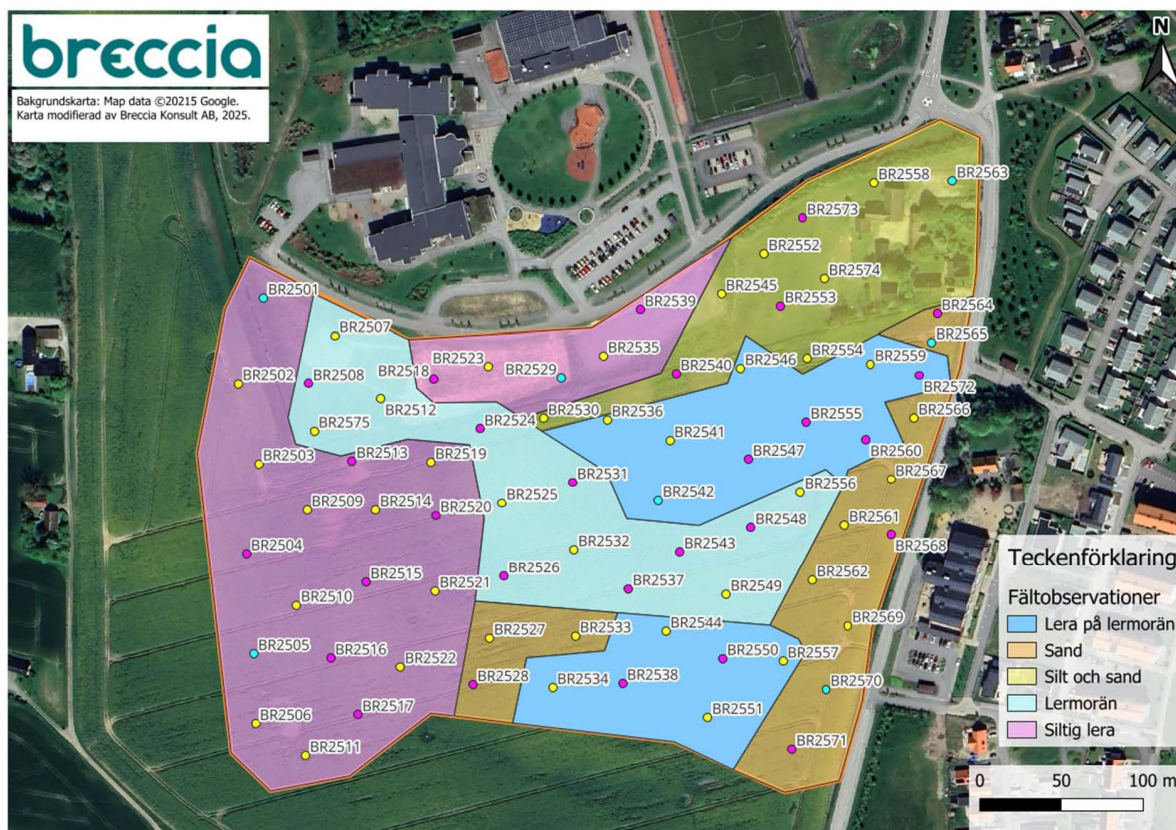 breccia
Bakgrundskarta: Map data ©20215 Google.
Karta modifierad av Breccia Konsult AB, 2025.
N
BR2558
BR2563
BR2573
BR2552
BR2574
BR2545
BR2553
BR2501
BR2539
BR2564
BR2507
BR2565
BR2535
BR2523
BR2546
BR2554
BR2559
BR2518
BR2529
BR2540
BR2502
BR2508
BR2572
BR2512
BR2530
BR2536
BR2566
BR2575
BR2524
BR2555
BR2541
BR2560
BR2503
BR2513
BR2519
BR2547
BR2567
BR2531
BR2556
BR2509
BR2514
BR2525
BR2542
BR2520
BR2561
BR2548
BR2568
BR2504
BR2532
BR2543
BR2515
BR2526
BR2562
BR2510
BR2521
BR2537
BR2549
BR2527
BR2533
BR2544
BR2569
BR2505
BR2516
BR2522
BR2550
BR2557
BR2528
BR2534
BR2538
BR2570
BR2506
BR2517
BR2551
BR2511
BR2571
Teckenförklaring
Fältobservationer
Lera på lermorän
Sand
Silt och sand
Lermorän
Siltig lera
0 50 100 m